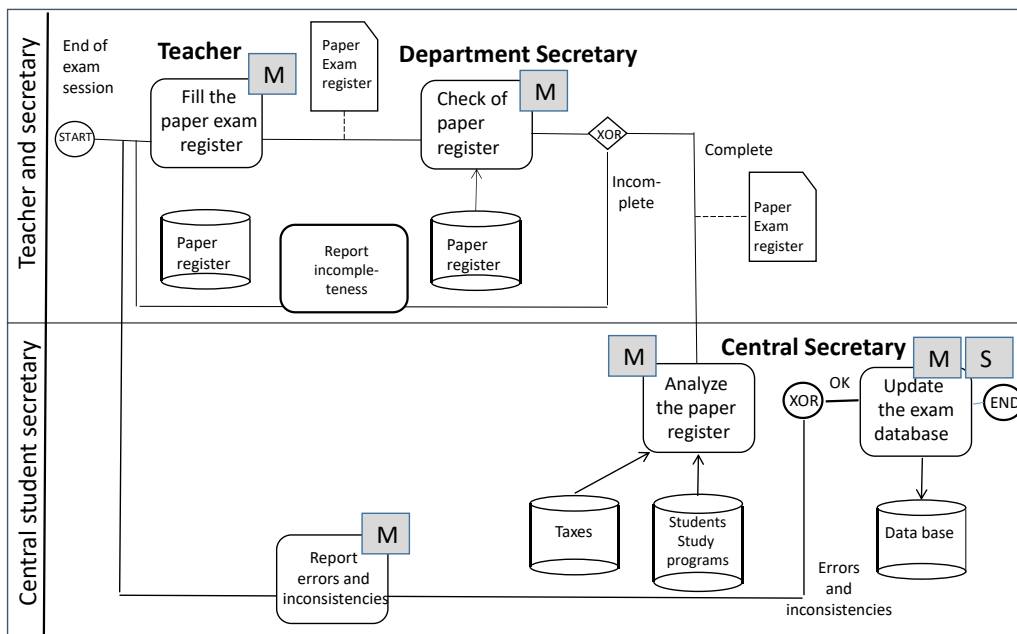 Teacher and secretary
End of
exam
session
START
Teacher
M
Fill the
paper exam
register
Paper
Exam
register
Department Secretary
M
Check of
paper
register
XOR
Complete
Incom-
plete
Paper
Exam
register
Paper
register
Report
incomple-
teness
Paper
register
Central student secretary
M
Analyze
the paper
register
Central Secretary
M
S
XOR
OK
Update
the exam
database
END
Taxes
Students
Study
programs
Data base
M
Report
errors and
inconsistencies
Errors
and
inconsistencies